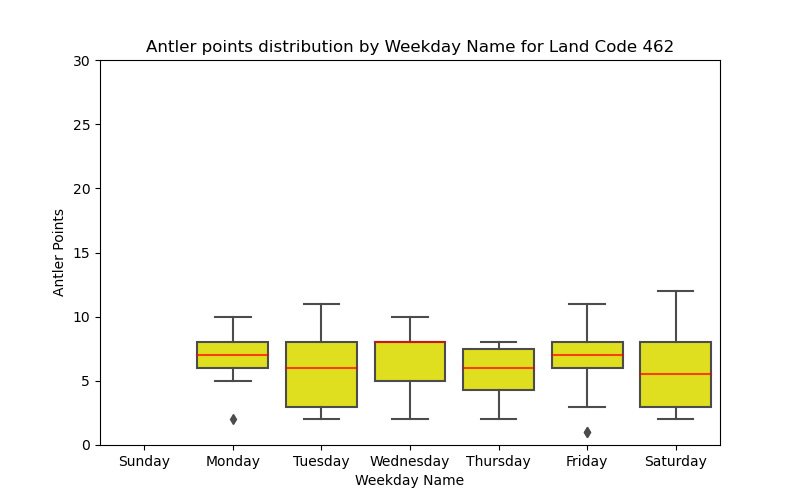 Antler points distribution by Weekday Name for Land Code 462
30
25
20
15
10
5
0
Antler Points
Sunday Monday Tuesday Wednesday Thursday Friday Saturday
Weekday Name